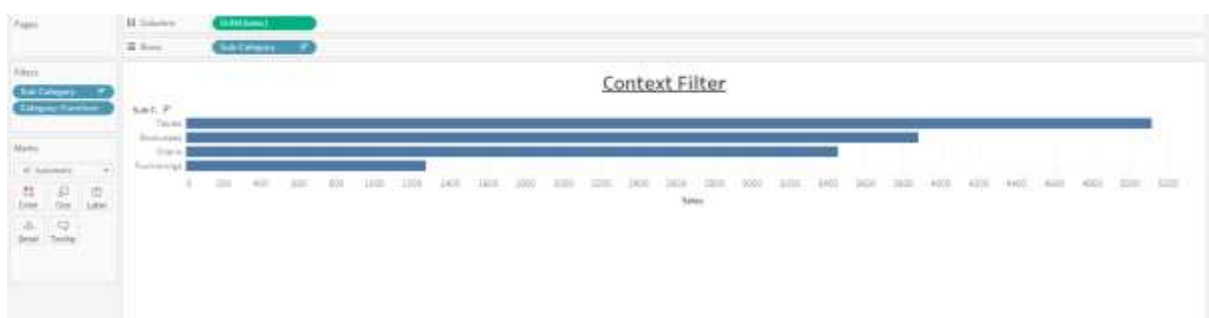 Pages
Columns
SUM(Sales)
Rows
Sub-Category
Filters
Sub-Category
Category: Furniture
Context Filter
Sub-C..
Tables
Bookcases
Chairs
Furnishings
0 200 400 600 800 1000 1200 1400 1600 1800 2000 2200 2400 2600 2800 3000 3200 3400 3600 3800 4000 4200 4400 4600 4800 5000 5200
Sales
Marks
Automatic
Color Size Label
Detail Tooltip